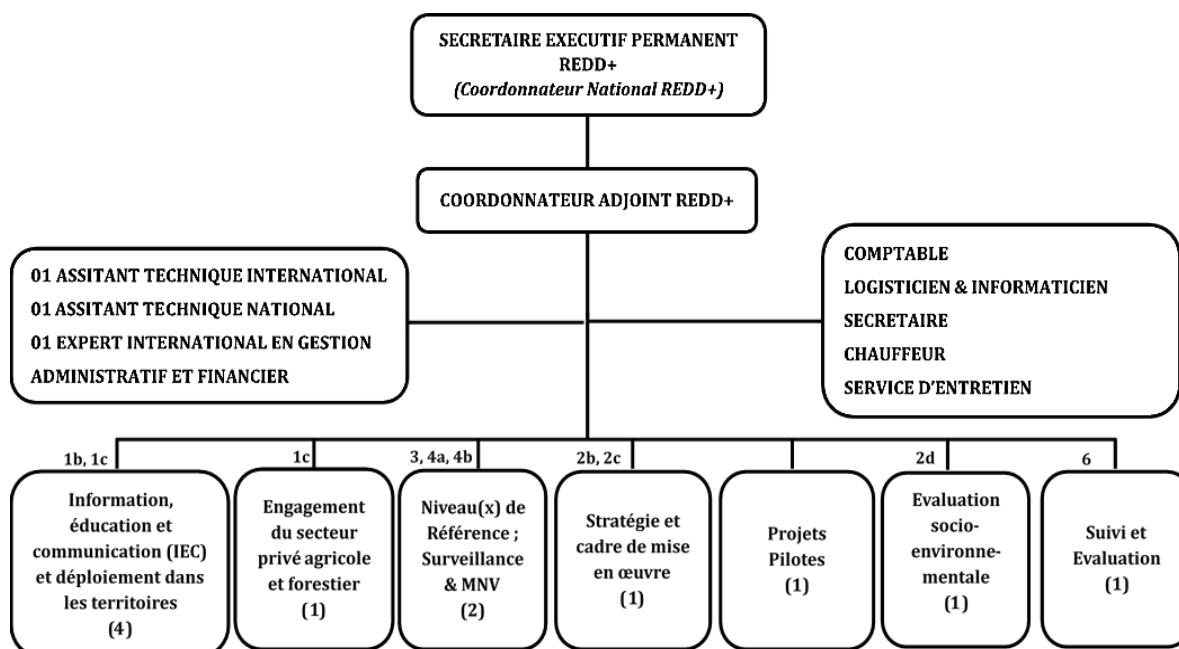 SECRETAIRE EXECUTIF PERMANENT
REDD+
(Coordonnateur National REDD+)
COORDONNATEUR ADJOINT REDD+
01 ASSITANT TECHNIQUE INTERNATIONAL
01 ASSITANT TECHNIQUE NATIONAL
01 EXPERT INTERNATIONAL EN GESTION
ADMINISTRATIF ET FINANCIER
COMPTABLE
LOGISTICIEN & INFORMATICIEN
SECRETAIRE
CHAUFFEUR
SERVICE D'ENTRETIEN
1b, 1c
Information,
éducation et
communication (IEC)
et déploiement dans
les territoires
(4)
1c
Engagement
du secteur
privé agricole
et forestier
(1)
3, 4a, 4b
Niveau(x) de
Référence ;
Surveillance
& MNV
(2)
2b, 2c
Stratégie et
cadre de mise
en œuvre
(1)
Projets
Pilotes
(1)
2d
Evaluation
socio-
environne-
mentale
(1)
6
Suivi et
Evaluation
(1)